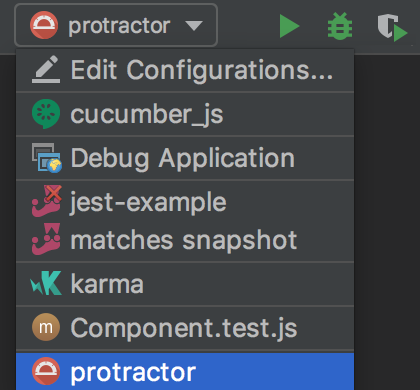 protractor
Edit Configurations...
cucumber_js
Debug Application
jest-example
matches snapshot
karma
m Component.test.js
protractor